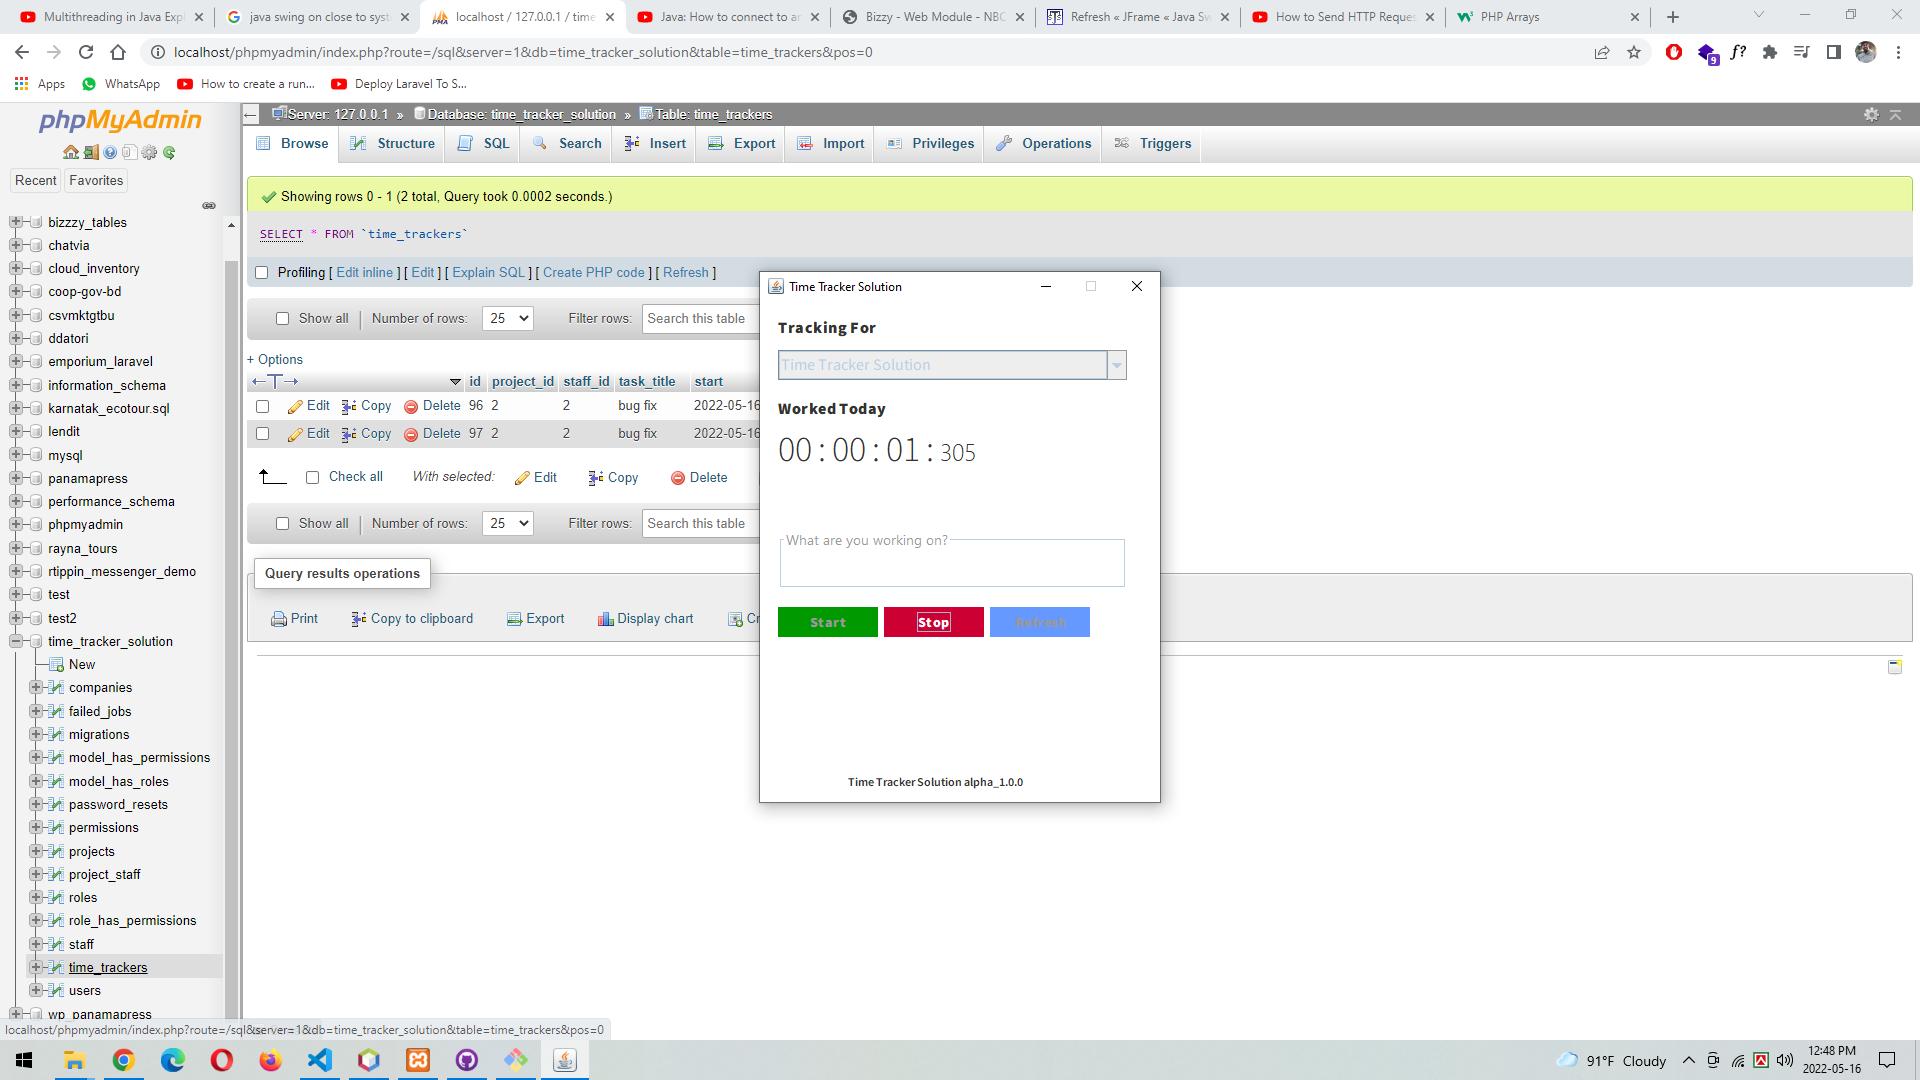 Multithreading in Java Expl
java swing on close to syst
localhost / 127.0.0.1 / time
Java: How to connect to an
Bizzy - Web Module - NBC
Refresh « JFrame « Java Sw
How to Send HTTP Reques
PHP Arrays
localhost/phpmyadmin/index.php?route=/sql&server=1&db=time_tracker_solution&table=time_trackers&pos=0
f?
9
Apps
WhatsApp
How to create a run...
Deploy Laravel To S...
phpMyAdmin
Server: 127.0.0.1 » Database: time_tracker_solution » Table: time_trackers
Browse Structure SQL Search Insert Export Import Privileges Operations Triggers
Recent Favorites
Showing rows 0 - 1 (2 total, Query took 0.0002 seconds.)
SELECT * FROM `time_trackers`
Profiling [ Edit inline ] [ Edit ] [ Explain SQL ] [ Create PHP code ] [ Refresh ]
Show all Number of rows: 25 Filter rows: Search this table
+ Options
id project_id staff_id task_title start
Edit Copy Delete 96 2 2 bug fix 2022-05-16
Edit Copy Delete 97 2 2 bug fix 2022-05-16
Check all With selected: Edit Copy Delete
Show all Number of rows: 25 Filter rows: Search this table
Query results operations
Print Copy to clipboard Export Display chart Cr
bizzzy_tables
chatvia
cloud_inventory
coop-gov-bd
csvmktgtbu
ddatori
emporium_laravel
information_schema
karnatak_ecotour.sql
lendit
mysql
panamapress
performance_schema
phpmyadmin
rayna_tours
rtippin_messenger_demo
test
test2
time_tracker_solution
New
companies
failed_jobs
migrations
model_has_permissions
model_has_roles
password_resets
permissions
projects
project_staff
roles
role_has_permissions
staff
time_trackers
users
wp_panamapress
localhost/phpmyadmin/index.php?route=/sql&server=1&db=time_tracker_solution&table=time_trackers&pos=0
Time Tracker Solution
Tracking For
Time Tracker Solution
Worked Today
00:00:01:305
What are you working on?
Start Stop Refresh
Time Tracker Solution alpha_1.0.0
91°F Cloudy
12:48 PM
2022-05-16